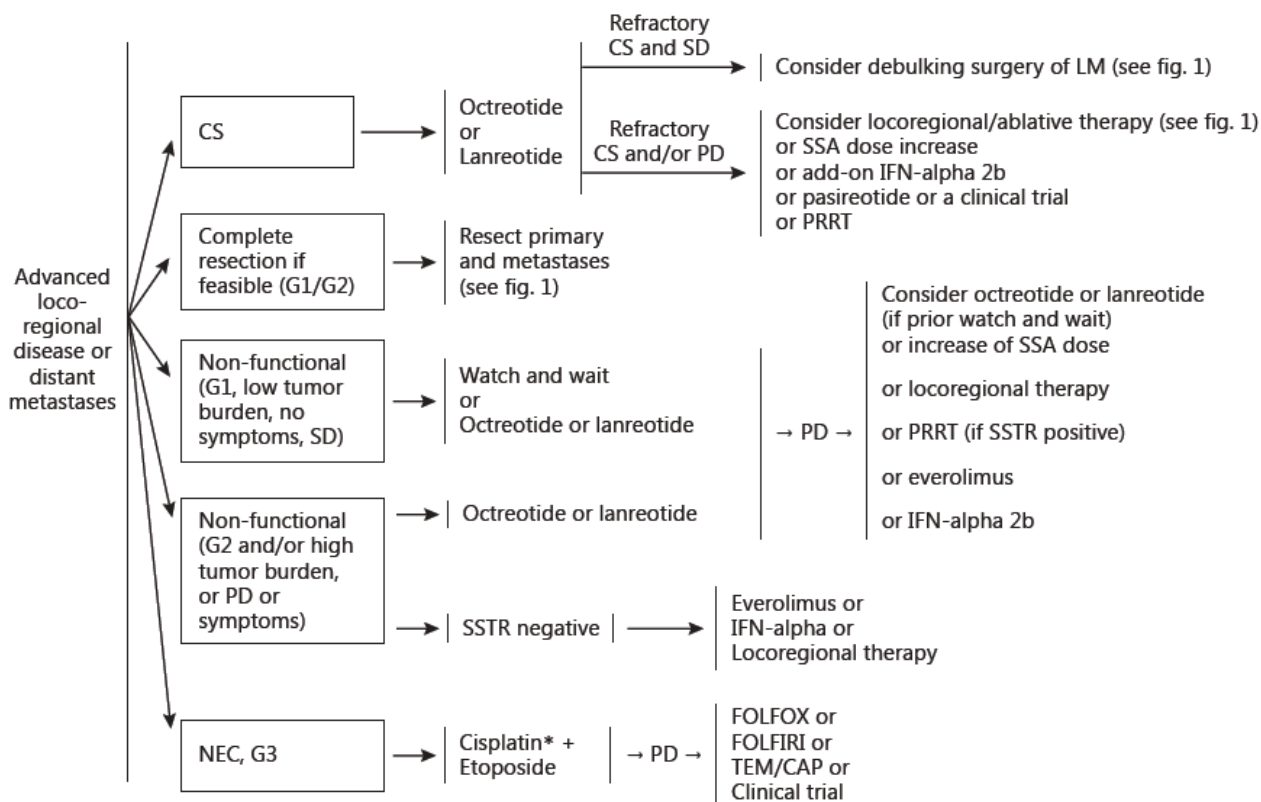 Advanced
loco-
regional
disease or
distant
metastases
CS
Octreotide
or
Lanreotide
Refractory
CS and SD
Consider debulking surgery of LM (see fig. 1)
Refractory
CS and/or PD
Consider locoregional/ablative therapy (see fig. 1)
or SSA dose increase
or add-on IFN-alpha 2b
or pasireotide or a clinical trial
or PRRT
Complete
resection if
feasible (G1/G2)
Resect primary
and metastases
(see fig. 1)
Non-functional
(G1, low tumor
burden, no
symptoms, SD)
Watch and wait
or
Octreotide or lanreotide
Non-functional
(G2 and/or high
tumor burden,
or PD or
symptoms)
Octreotide or lanreotide
→ PD →
Consider octreotide or lanreotide
(if prior watch and wait)
or increase of SSA dose
or locoregional therapy
or PRRT (if SSTR positive)
or everolimus
or IFN-alpha 2b
SSTR negative
Everolimus or
IFN-alpha or
Locoregional therapy
NEC, G3
Cisplatin* +
Etoposide
→ PD →
FOLFOX or
FOLFIRI or
TEM/CAP or
Clinical trial